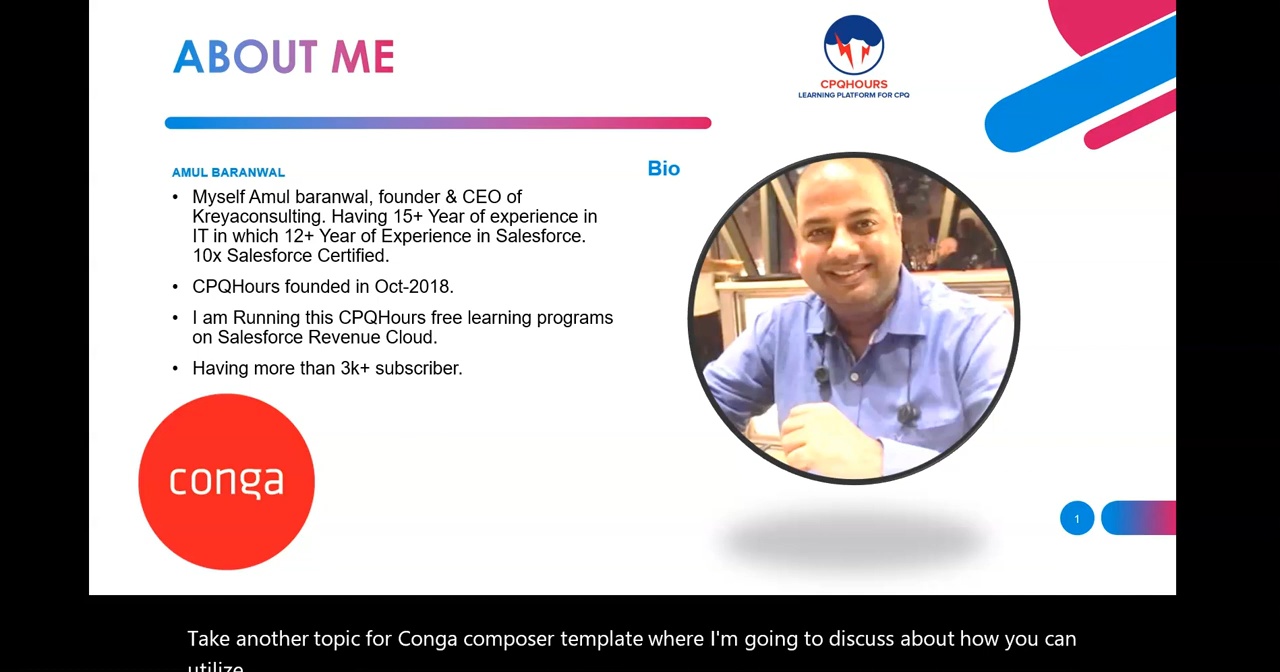 ABOUT ME
CPQHOURS
LEARNING PLATFORM FOR CPQ
AMUL BARANWAL
Bio
• Myself Amul baranwal, founder & CEO of
Kreyaconsulting. Having 15+ Year of experience in
IT in which 12+ Year of Experience in Salesforce.
10x Salesforce Certified.
• CPQHours founded in Oct-2018.
• I am Running this CPQHours free learning programs
on Salesforce Revenue Cloud.
• Having more than 3k+ subscriber.
conga
1
Take another topic for Conga composer template where I'm going to discuss about how you can
utilize